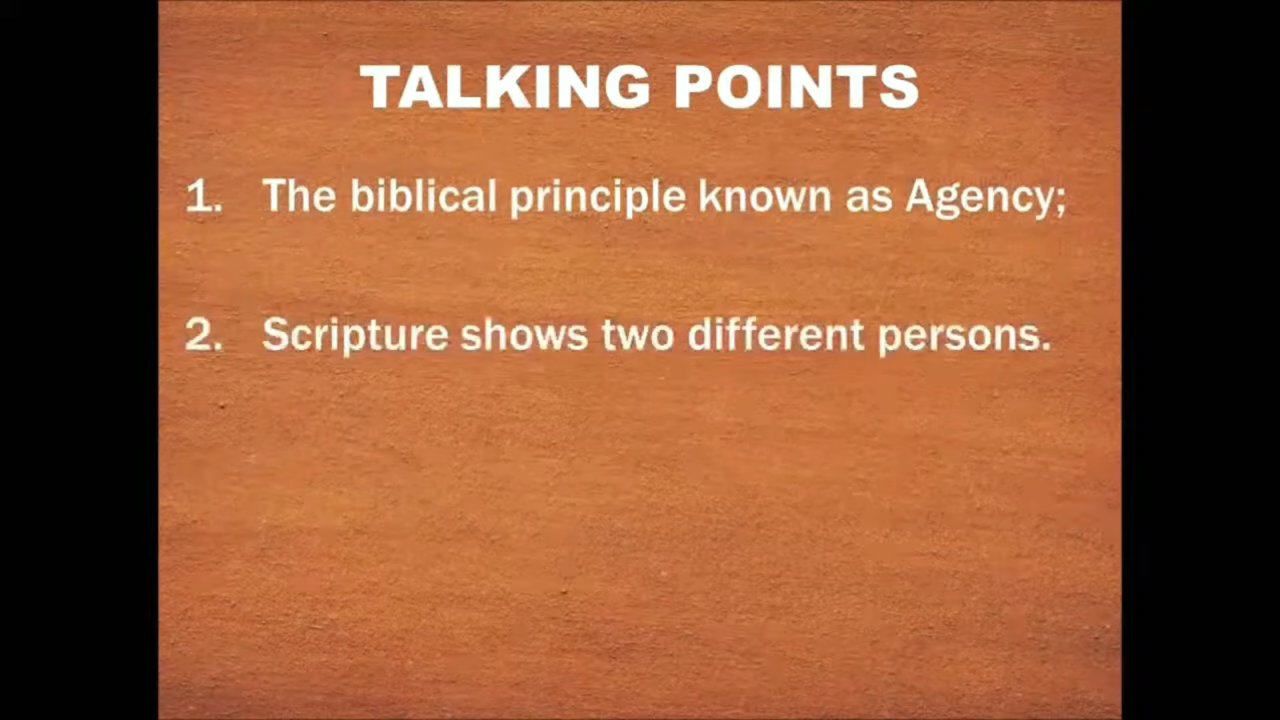 TALKING POINTS
1. The biblical principle known as Agency;
2. Scripture shows two different persons.